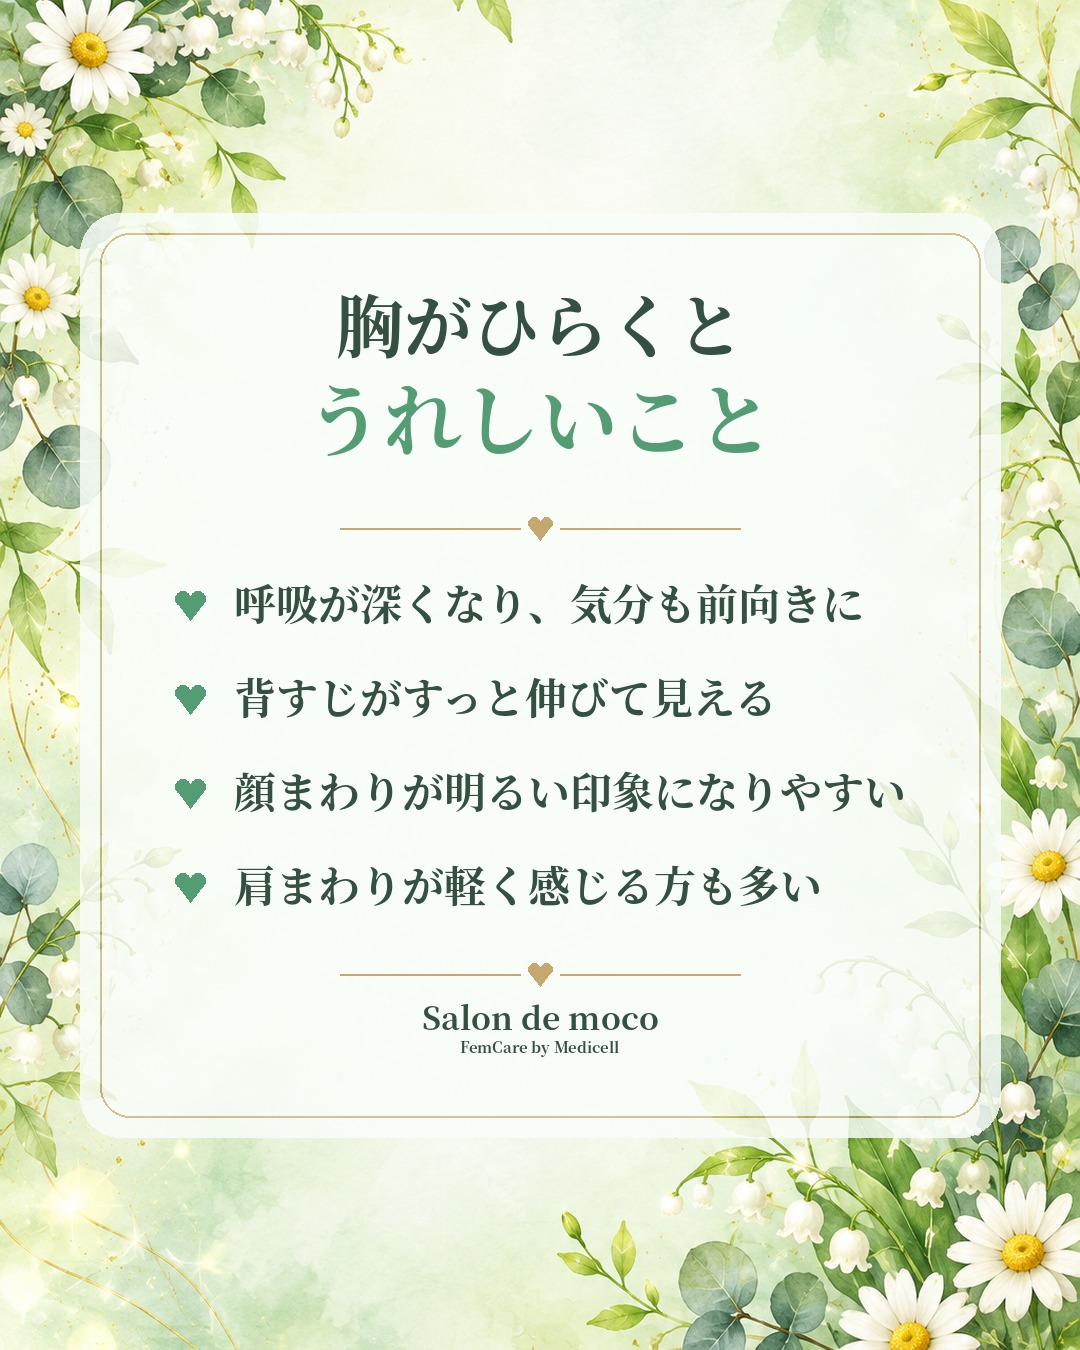 胸がひらくと
うれしいこと
呼吸が深くなり、気分も前向きに
背すじがすっと伸びて見える
顔まわりが明るい印象になりやすい
肩まわりが軽く感じる方も多い
Salon de moco
FemCare by Medicell